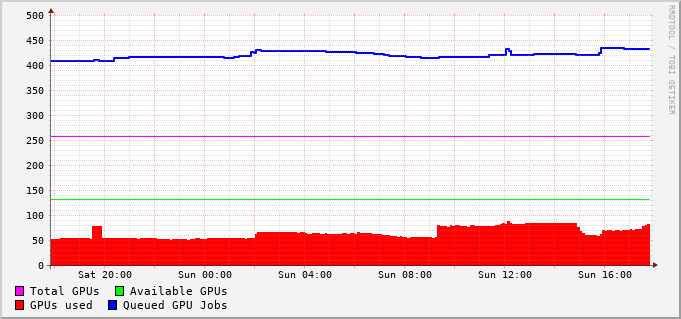 500
450
400
350
300
250
200
150
100
50
0
Sat 20:00 Sun 00:00 Sun 04:00 Sun 08:00 Sun 12:00 Sun 16:00
Total GPUs Available GPUs
GPUs used Queued GPU Jobs
RRDTOOL / TOBI OETIKER